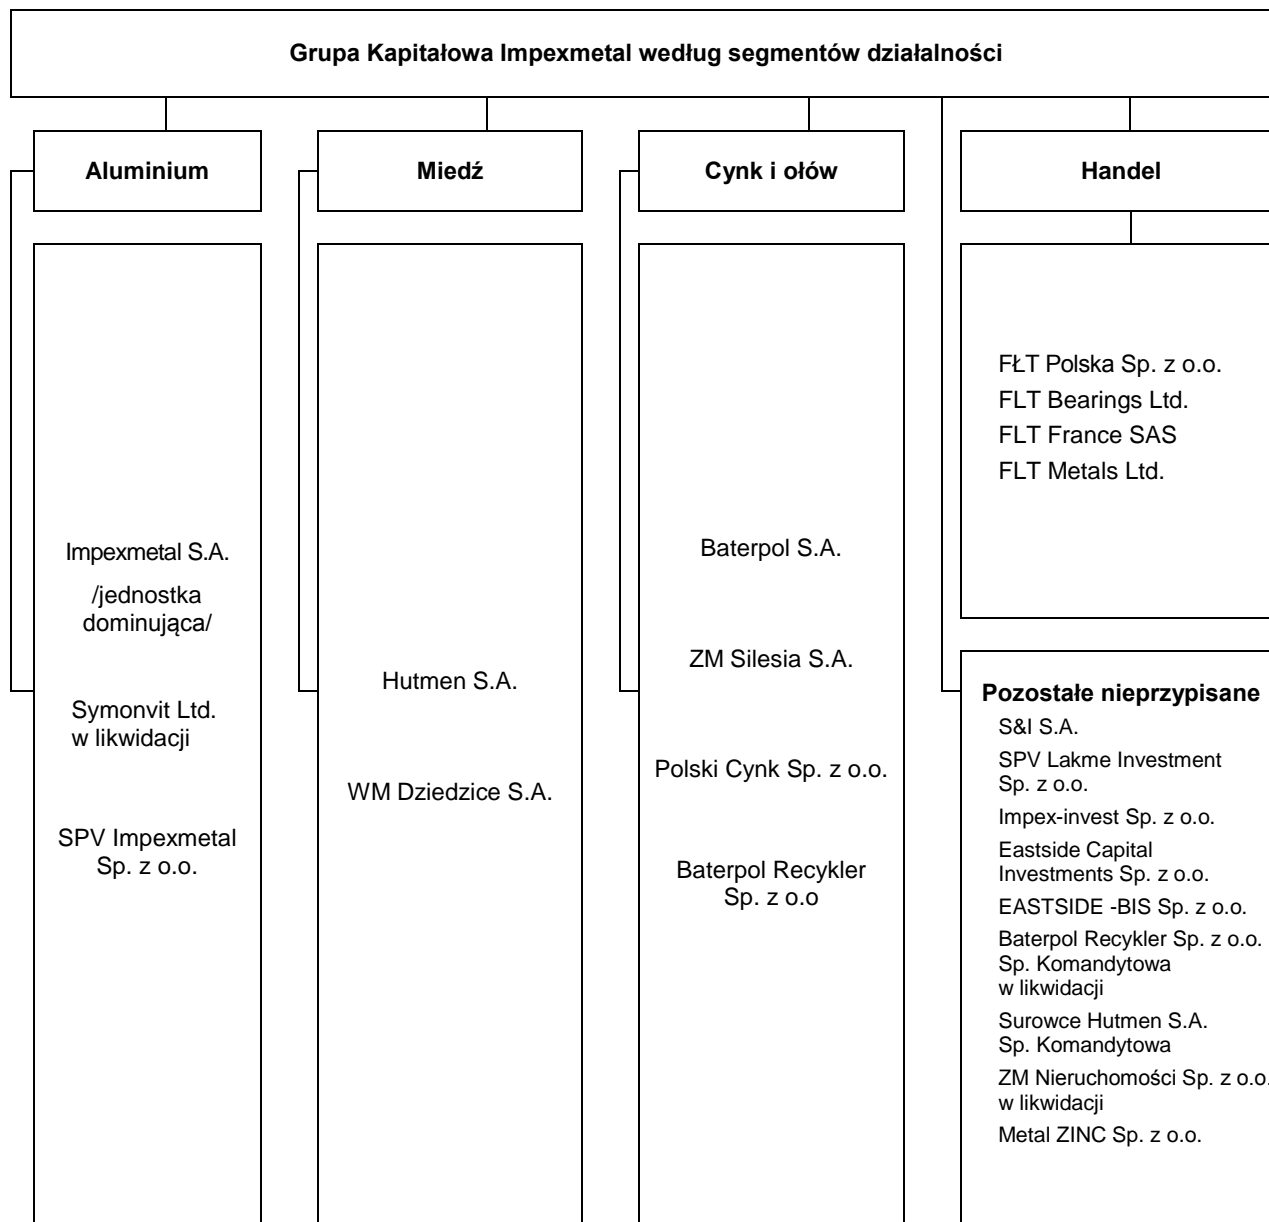 Grupa Kapitałowa Impexmetal według segmentów działalności
Aluminium
Miedź
Cynk i ołów
Handel
Impexmetal S.A.
/jednostka
dominująca/
Symonvit Ltd.
w likwidacji
SPV Impexmetal
Sp. z o.o.
Hutmen S.A.
WM Dziedzice S.A.
Baterpol S.A.
ZM Silesia S.A.
Polski Cynk Sp. z o.o.
Baterpol Recykler
Sp. z o.o
FŁT Polska Sp. z o.o.
FLT Bearings Ltd.
FLT France SAS
FLT Metals Ltd.
Pozostałe nieprzypisane
S&I S.A.
SPV Lakme Investment
Sp. z o.o.
Impex-invest Sp. z o.o.
Eastside Capital
Investments Sp. z o.o.
EASTSIDE -BIS Sp. z o.o.
Baterpol Recykler Sp. z o.o.
Sp. Komandytowa
w likwidacji
Surowce Hutmen S.A.
Sp. Komandytowa
ZM Nieruchomości Sp. z o.o.
w likwidacji
Metal ZINC Sp. z o.o.